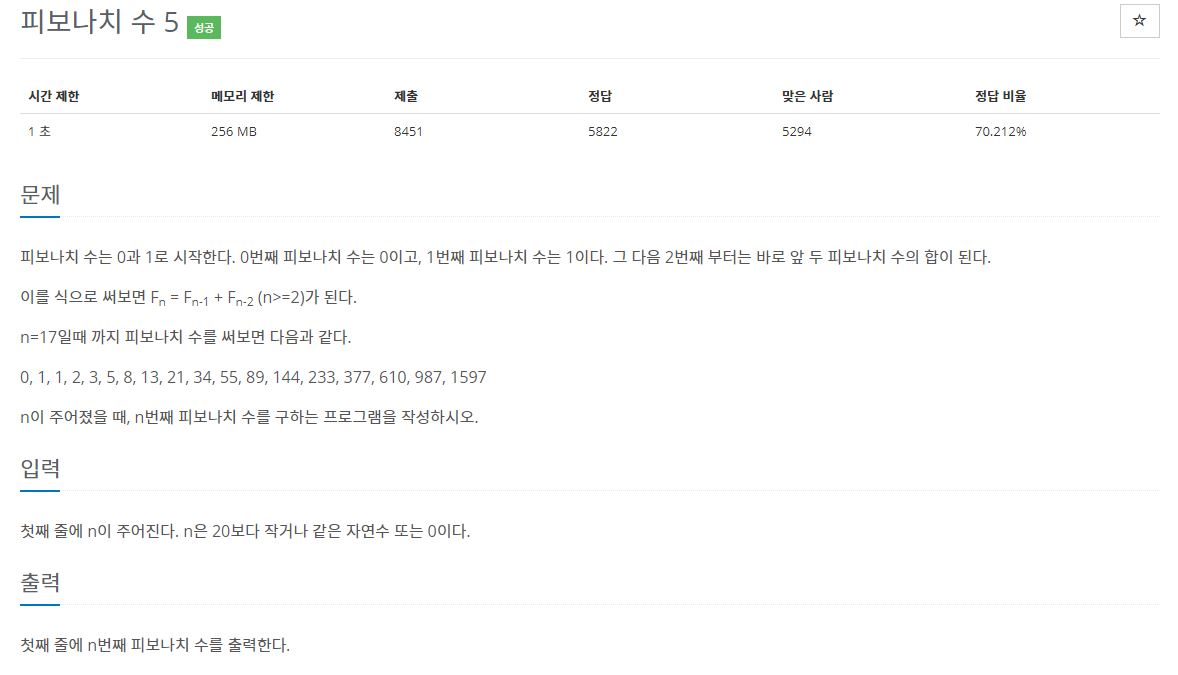 피보나치 수 5 성공
☆
시간 제한 메모리 제한 제출 정답 맞은 사람 정답 비율
1 초 256 MB 8451 5822 5294 70.212%
문제
피보나치 수는 0과 1로 시작한다. 0번째 피보나치 수는 0이고, 1번째 피보나치 수는 1이다. 그 다음 2번째 부터는 바로 앞 두 피보나치 수의 합이 된다.
이를 식으로 써보면 Fn = Fn-1 + Fn-2 (n>=2)가 된다.
n=17일때 까지 피보나치 수를 써보면 다음과 같다.
0, 1, 1, 2, 3, 5, 8, 13, 21, 34, 55, 89, 144, 233, 377, 610, 987, 1597
n이 주어졌을 때, n번째 피보나치 수를 구하는 프로그램을 작성하시오.
입력
첫째 줄에 n이 주어진다. n은 20보다 작거나 같은 자연수 또는 0이다.
출력
첫째 줄에 n번째 피보나치 수를 출력한다.